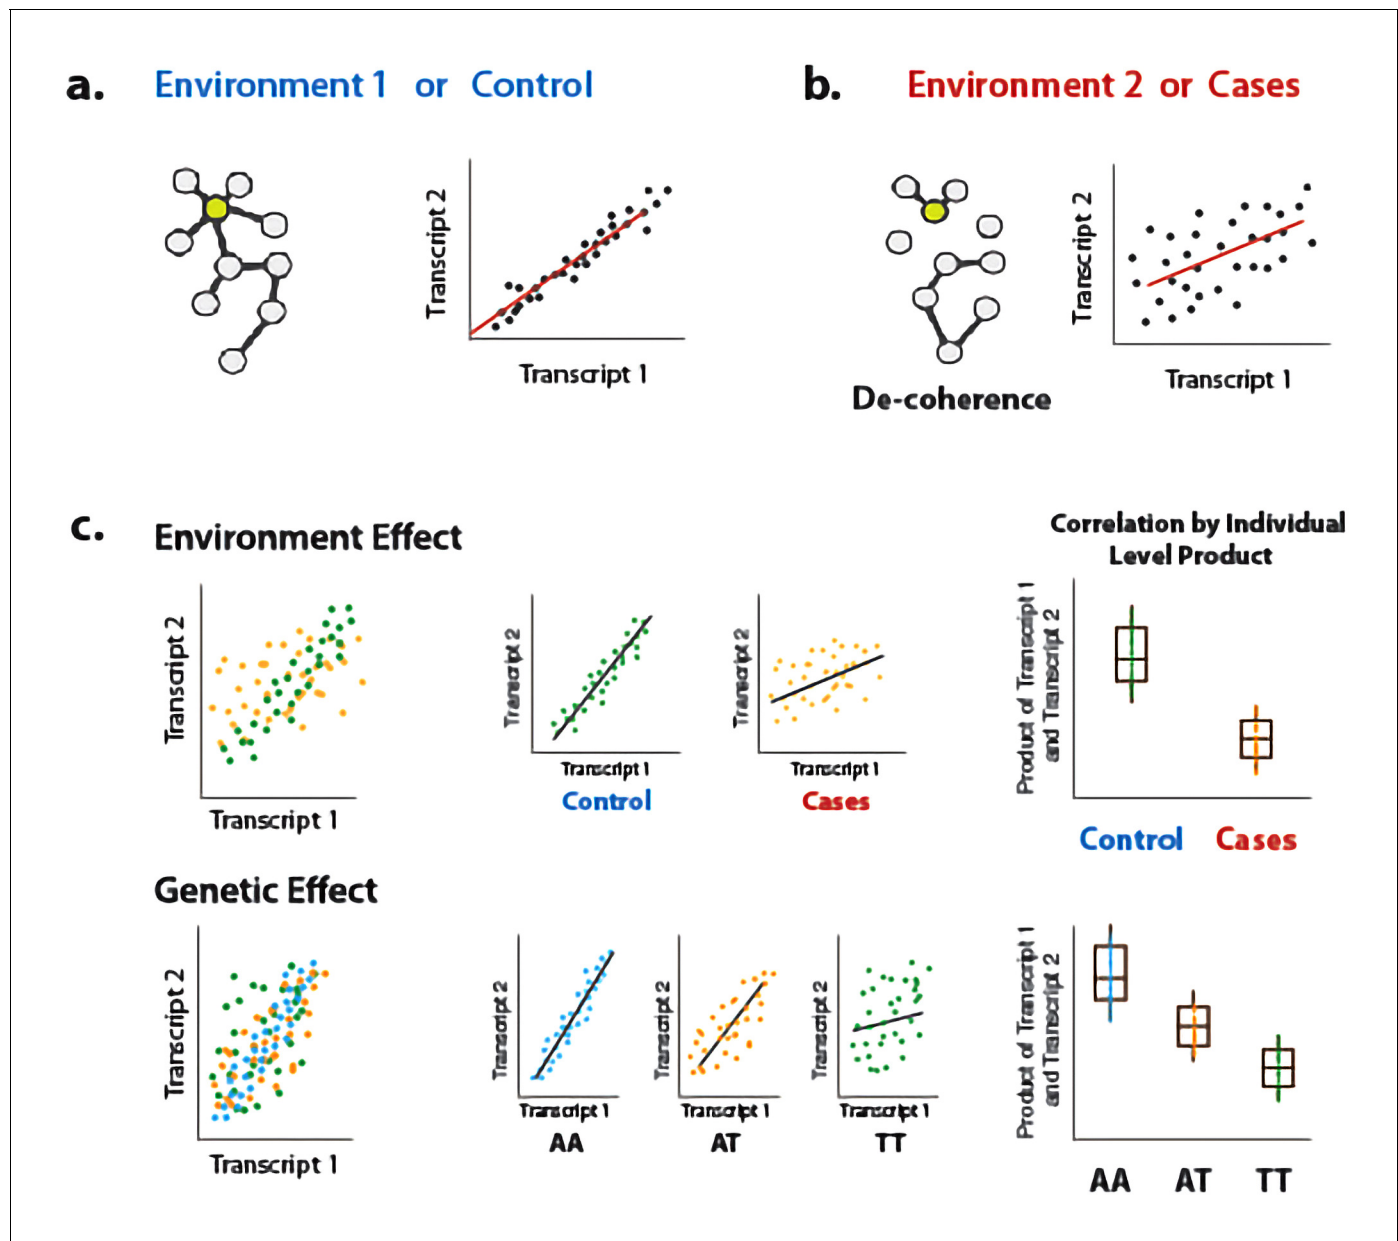 a. Environment 1 or Control
Transcript 2
Transcript 1
b. Environment 2 or Cases
Transcript 2
Transcript 1
De-coherence
c. Environment Effect
Transcript 2
Transcript 1
Transcript 2
Transcript 1
Control
Transcript 2
Transcript 1
Cases
Correlation by Individual
Level Product
Product of Transcript 1
and Transcript 2
Control Cases
Genetic Effect
Transcript 2
Transcript 1
Transcript 2
Transcript 1
AA
Transcript 2
Transcript 1
AT
Transcript 2
Transcript 1
TT
Product of Transcript 1
and Transcript 2
AA AT TT